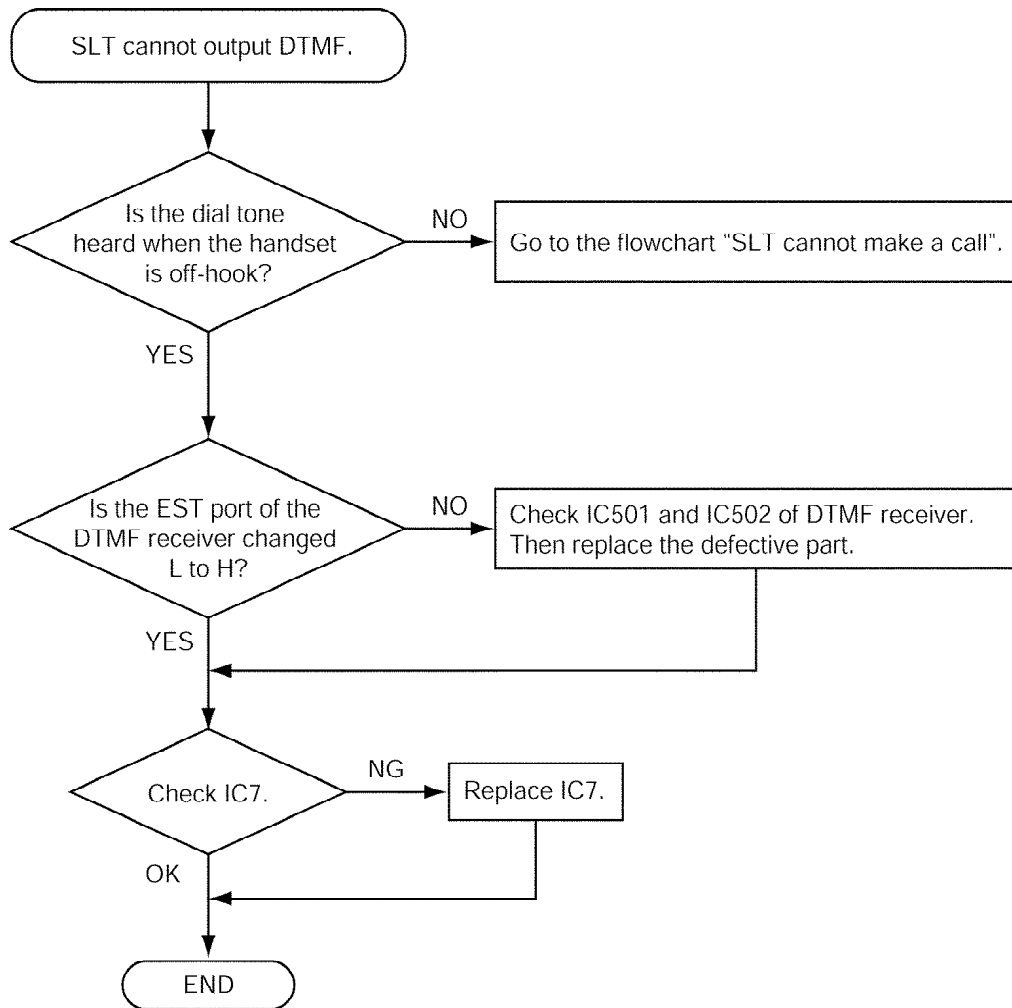 SLT cannot output DTMF.
Is the dial tone
heard when the handset
is off-hook?
NO
Go to the flowchart "SLT cannot make a call".
YES
Is the EST port of the
DTMF receiver changed
L to H?
NO
Check IC501 and IC502 of DTMF receiver.
Then replace the defective part.
YES
Check IC7.
NG
Replace IC7.
OK
END